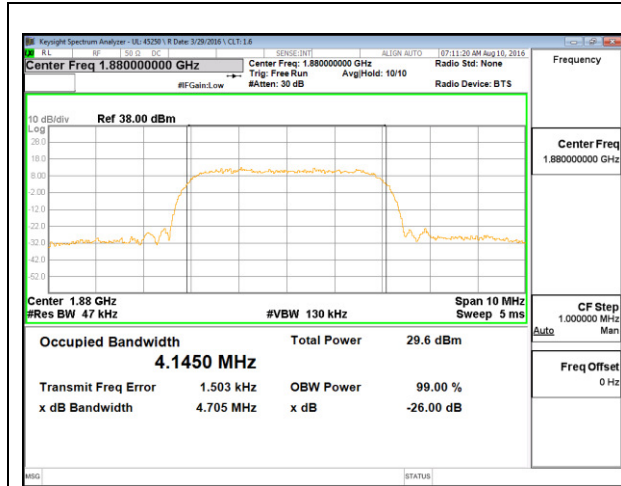 Keysight Spectrum Analyzer - UL: 45250 \ R Date: 3/29/2016 \ CLT: 1.6
RL RF 50 Ω DC SENSE:INT ALIGN AUTO 07:11:20 AM Aug 10, 2016
Center Freq 1.880000000 GHz
Center Freq: 1.880000000 GHz
Radio Std: None
Trig: Free Run
Avg|Hold: 10/10
#IFGain:Low
#Atten: 30 dB
Radio Device: BTS
Frequency
10 dB/div
Ref 38.00 dBm
Log
28.0
18.0
8.00
-2.00
-12.0
-22.0
-32.0
-42.0
-52.0
Center Freq
1.880000000 GHz
Center 1.88 GHz
Span 10 MHz
#Res BW 47 kHz
#VBW 130 kHz
Sweep 5 ms
CF Step
1.000000 MHz
Auto Man
Occupied Bandwidth
4.1450 MHz
Total Power 29.6 dBm
Freq Offset
0 Hz
Transmit Freq Error 1.503 kHz OBW Power 99.00 %
x dB Bandwidth 4.705 MHz x dB -26.00 dB
MSG
STATUS